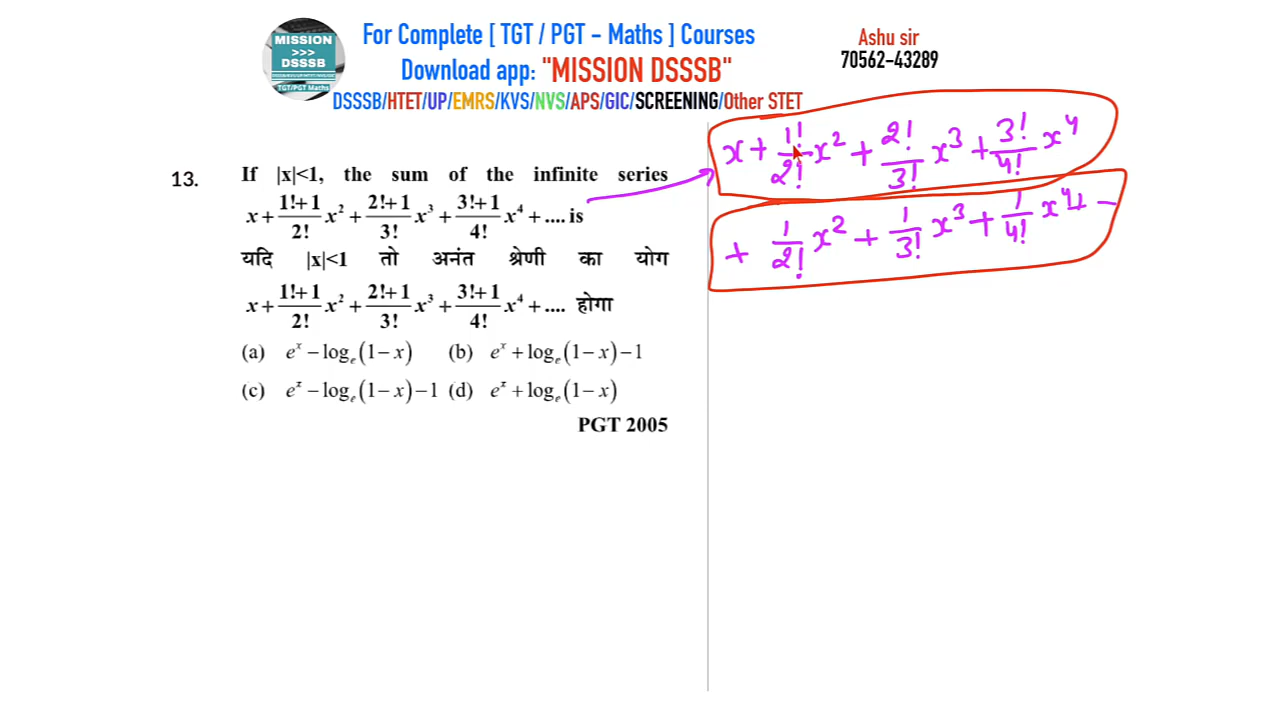 MISSION
>>>
DSSSB
TGT/PGT Maths
For Complete [ TGT / PGT - Maths ] Courses
Download app: "MISSION DSSSB"
DSSSB/HTET/UP/EMRS/KVS/NVS/APS/GIC/SCREENING/Other STET
Ashu sir
70562-43289
13. If |x|<1, the sum of the infinite series
x + (1!+1)/2! x² + (2!+1)/3! x³ + (3!+1)/4! x⁴ + .... is
यदि |x|<1 तो अनंत श्रेणी का योग
x + (1!+1)/2! x² + (2!+1)/3! x³ + (3!+1)/4! x⁴ + .... होगा
(a) eˣ − logₑ(1−x) (b) eˣ + logₑ(1−x)−1
(c) eˣ − logₑ(1−x)−1 (d) eˣ + logₑ(1−x)
PGT 2005
x + 1!/2! x² + 2!/3! x³ + 3!/4! x⁴
+ 1/2! x² + 1/3! x³ + 1/4! x⁴ + -